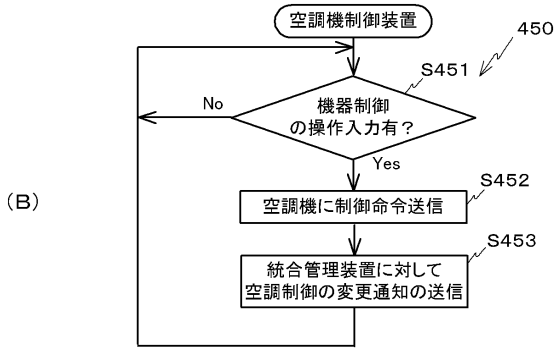 空調機制御装置
450
S451
機器制御
の操作入力有？
No
Yes
(B)
S452
空調機に制御命令送信
S453
統合管理装置に対して
空調制御の変更通知の送信